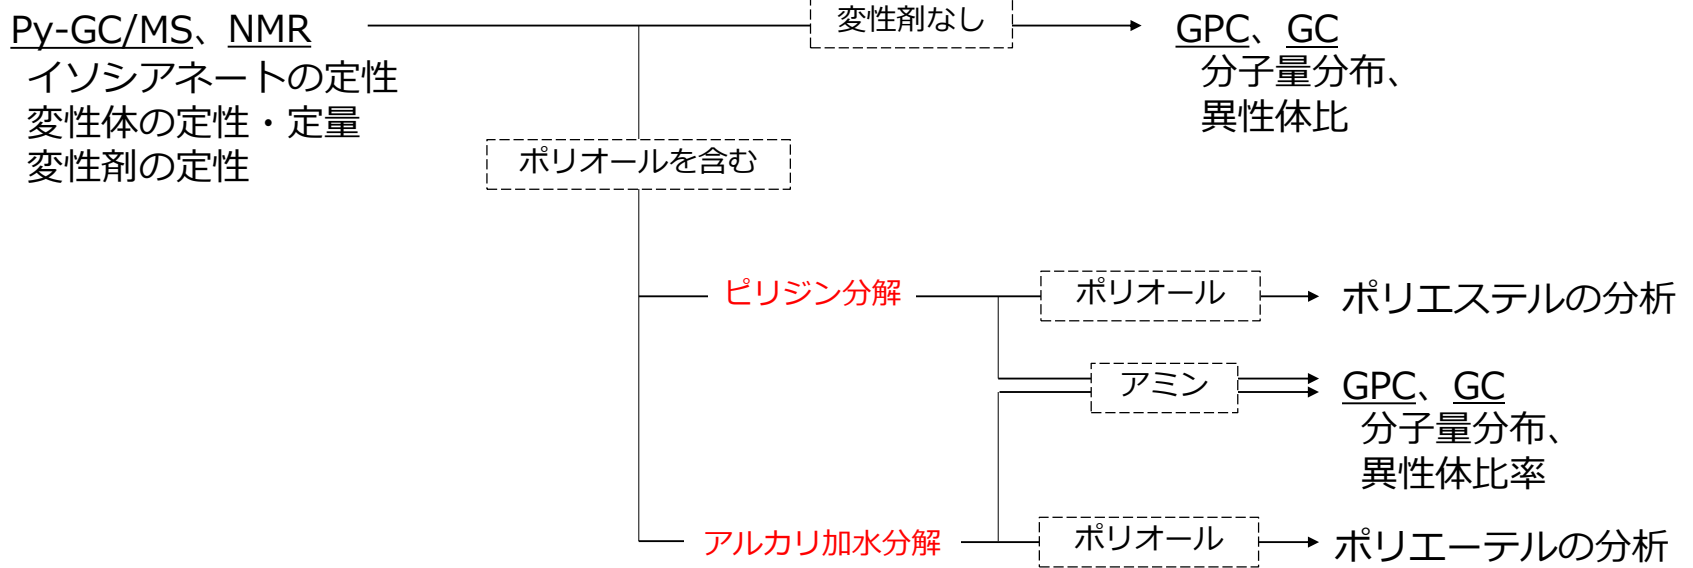 Py-GC/MS、NMR
イソシアネートの定性
変性体の定性・定量
変性剤の定性
変性剤なし
GPC、GC
分子量分布、
異性体比
ポリオールを含む
ピリジン分解
ポリオール
ポリエステルの分析
アミン
GPC、GC
分子量分布、
異性体比率
アルカリ加水分解
ポリオール
ポリエーテルの分析